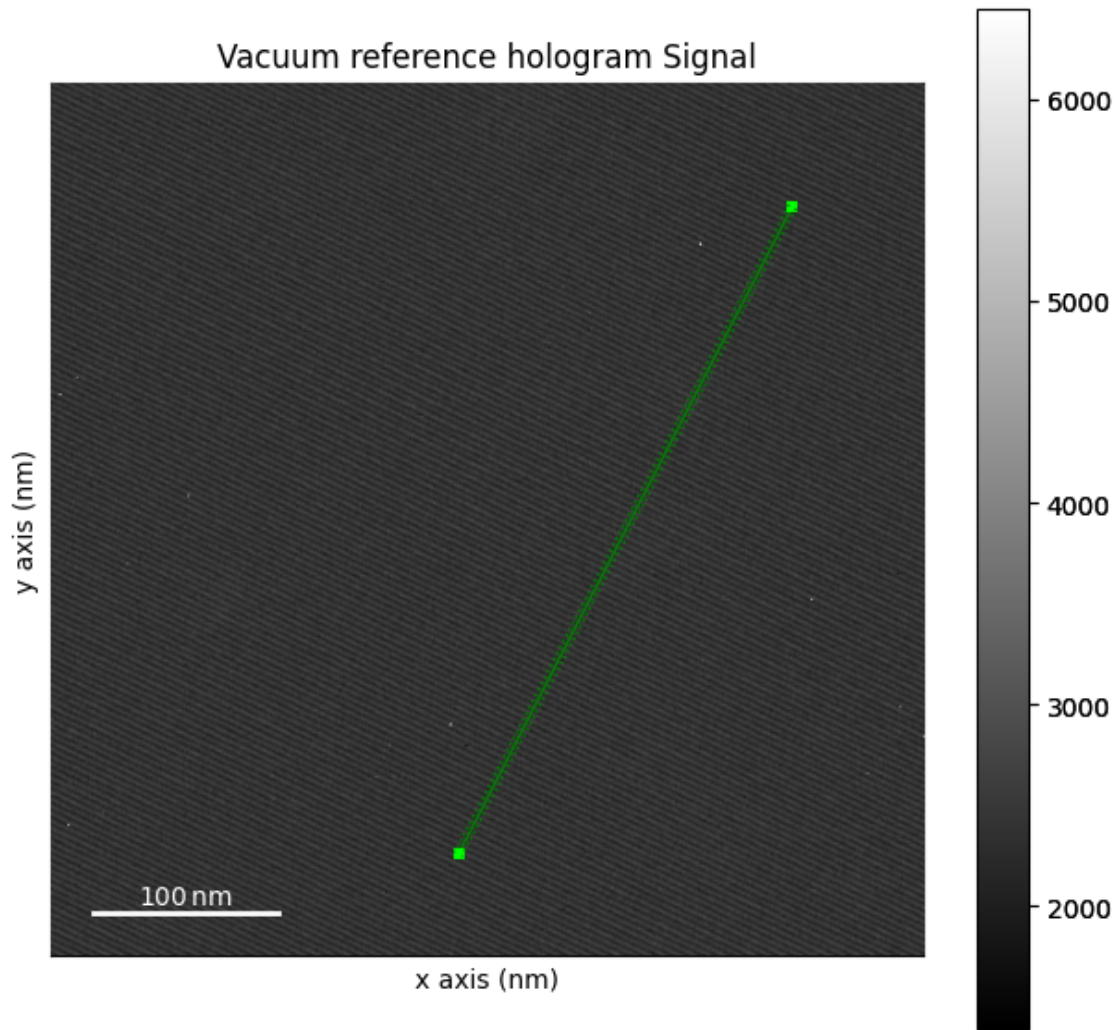 Vacuum reference hologram Signal
6000
5000
4000
3000
2000
y axis (nm)
100 nm
x axis (nm)